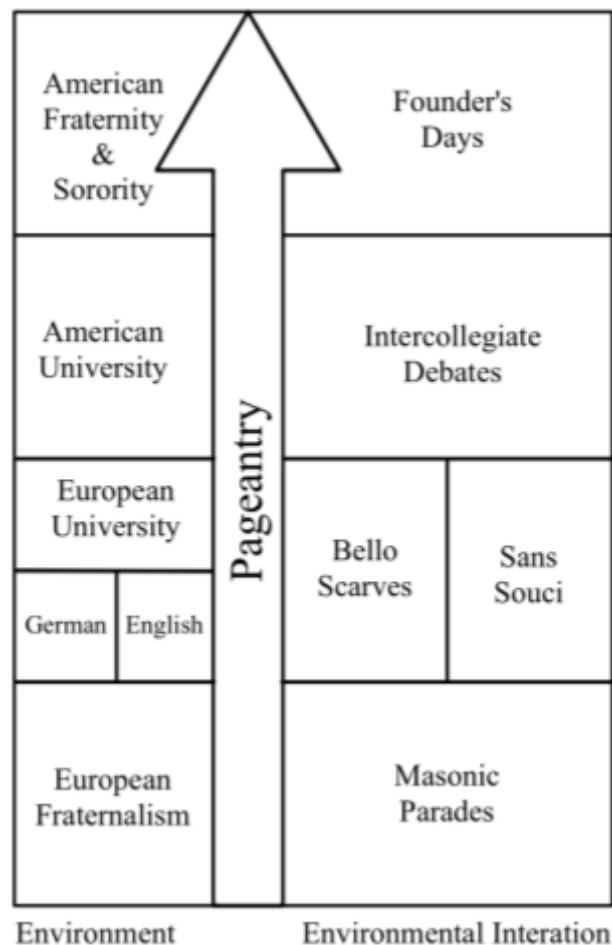 American
Fraternity
&
Sorority
Founder's
Days
American
University
Intercollegiate
Debates
Pageantry
European
University
German
English
Bello
Scarves
Sans
Souci
European
Fraternalism
Masonic
Parades
Environment
Environmental Interation